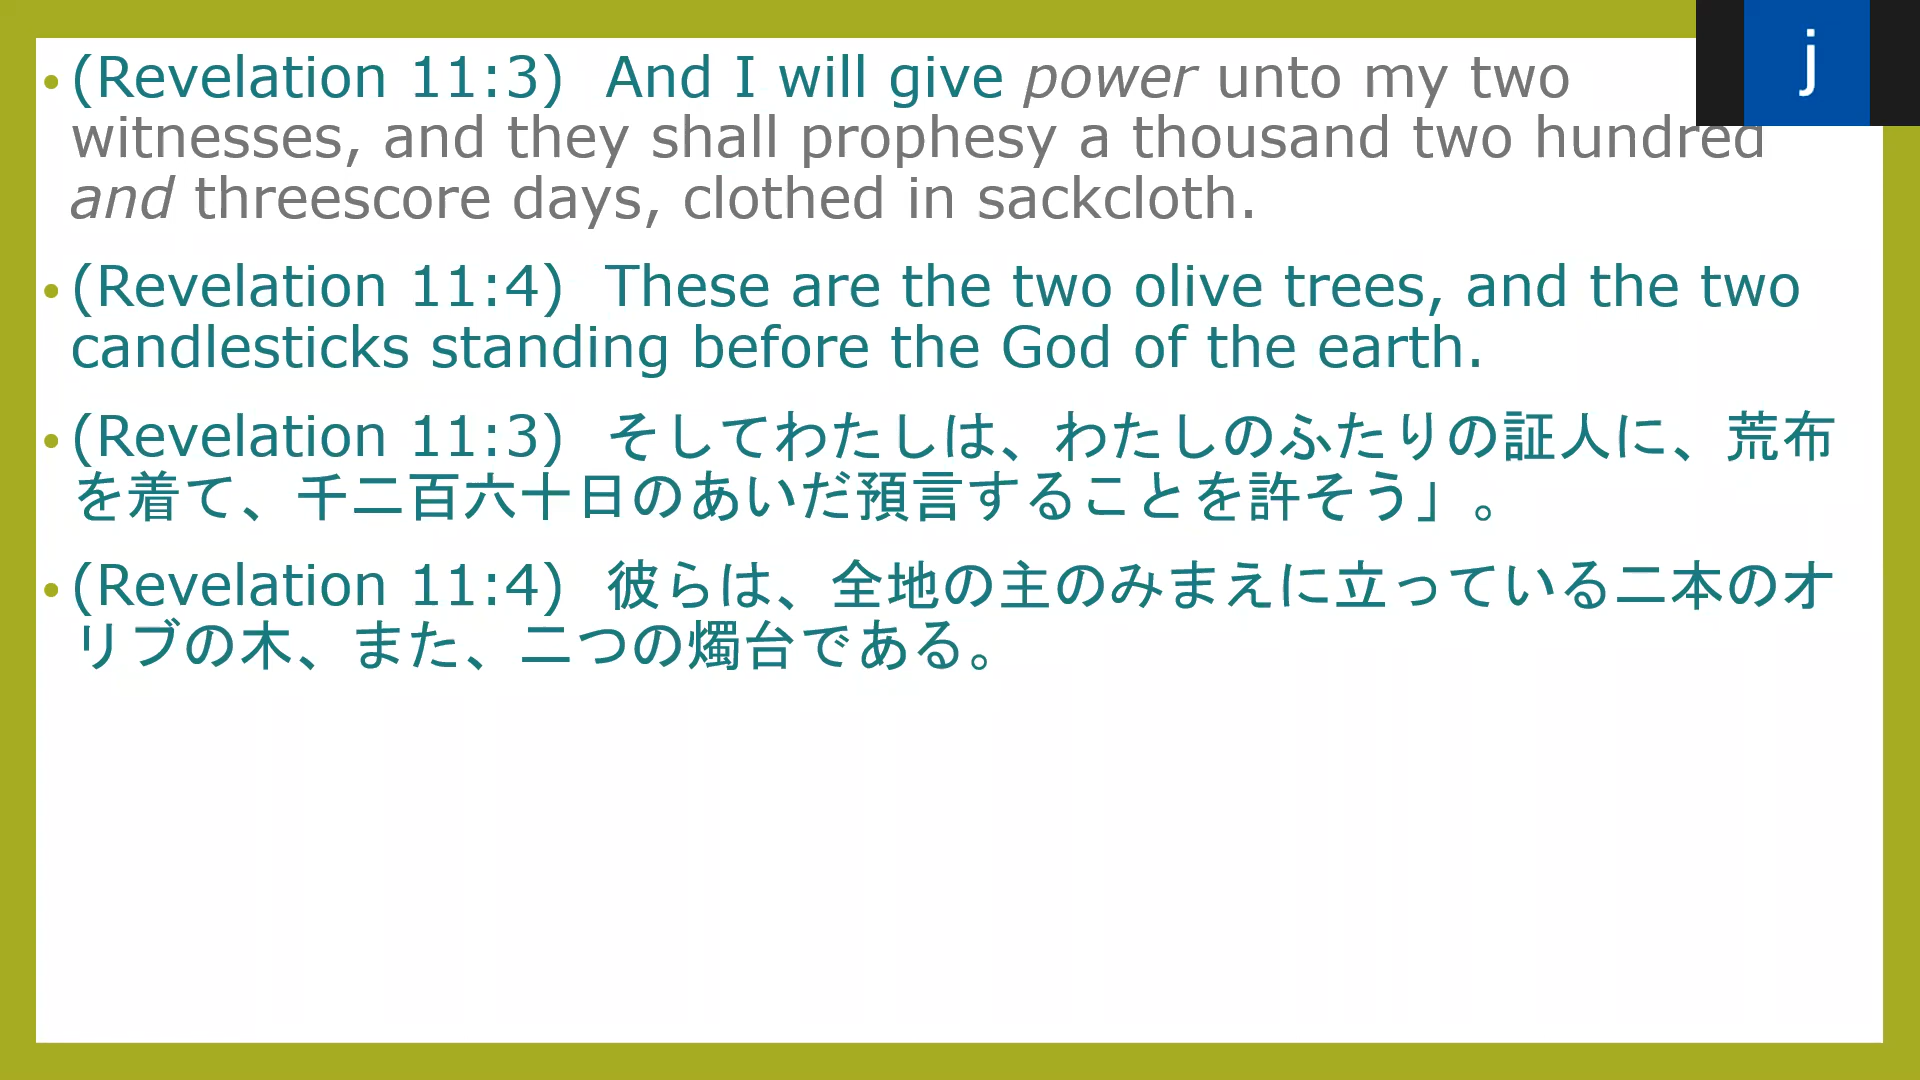 • (Revelation 11:3)  And I will give power unto my two
witnesses, and they shall prophesy a thousand two hundred
and threescore days, clothed in sackcloth.
• (Revelation 11:4)  These are the two olive trees, and the two
candlesticks standing before the God of the earth.
• (Revelation 11:3)  そしてわたしは、わたしのふたりの証人に、荒布
を着て、千二百六十日のあいだ預言することを許そう」。
• (Revelation 11:4)  彼らは、全地の主のみまえに立っている二本のオ
リブの木、また、二つの燭台である。
j